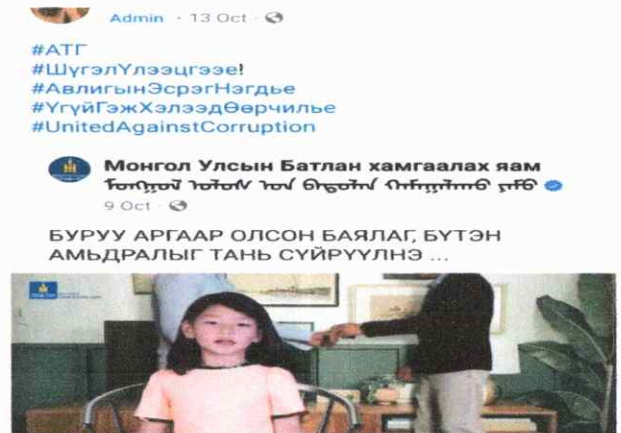 Admin · 13 Oct ·
#АТГ
#ШүгэлҮлээцгээе!
#АвлигынЭсрэгНэгдье
#ҮгүйГэжХэлээдӨөрчилье
#UnitedAgainstCorruption
Монгол Улсын Батлан хамгаалах яам
9 Oct ·
БУРУУ АРГААР ОЛСОН БАЯЛАГ, БҮТЭН
АМЬДРАЛЫГ ТАНЬ СҮЙРҮҮЛНЭ ...